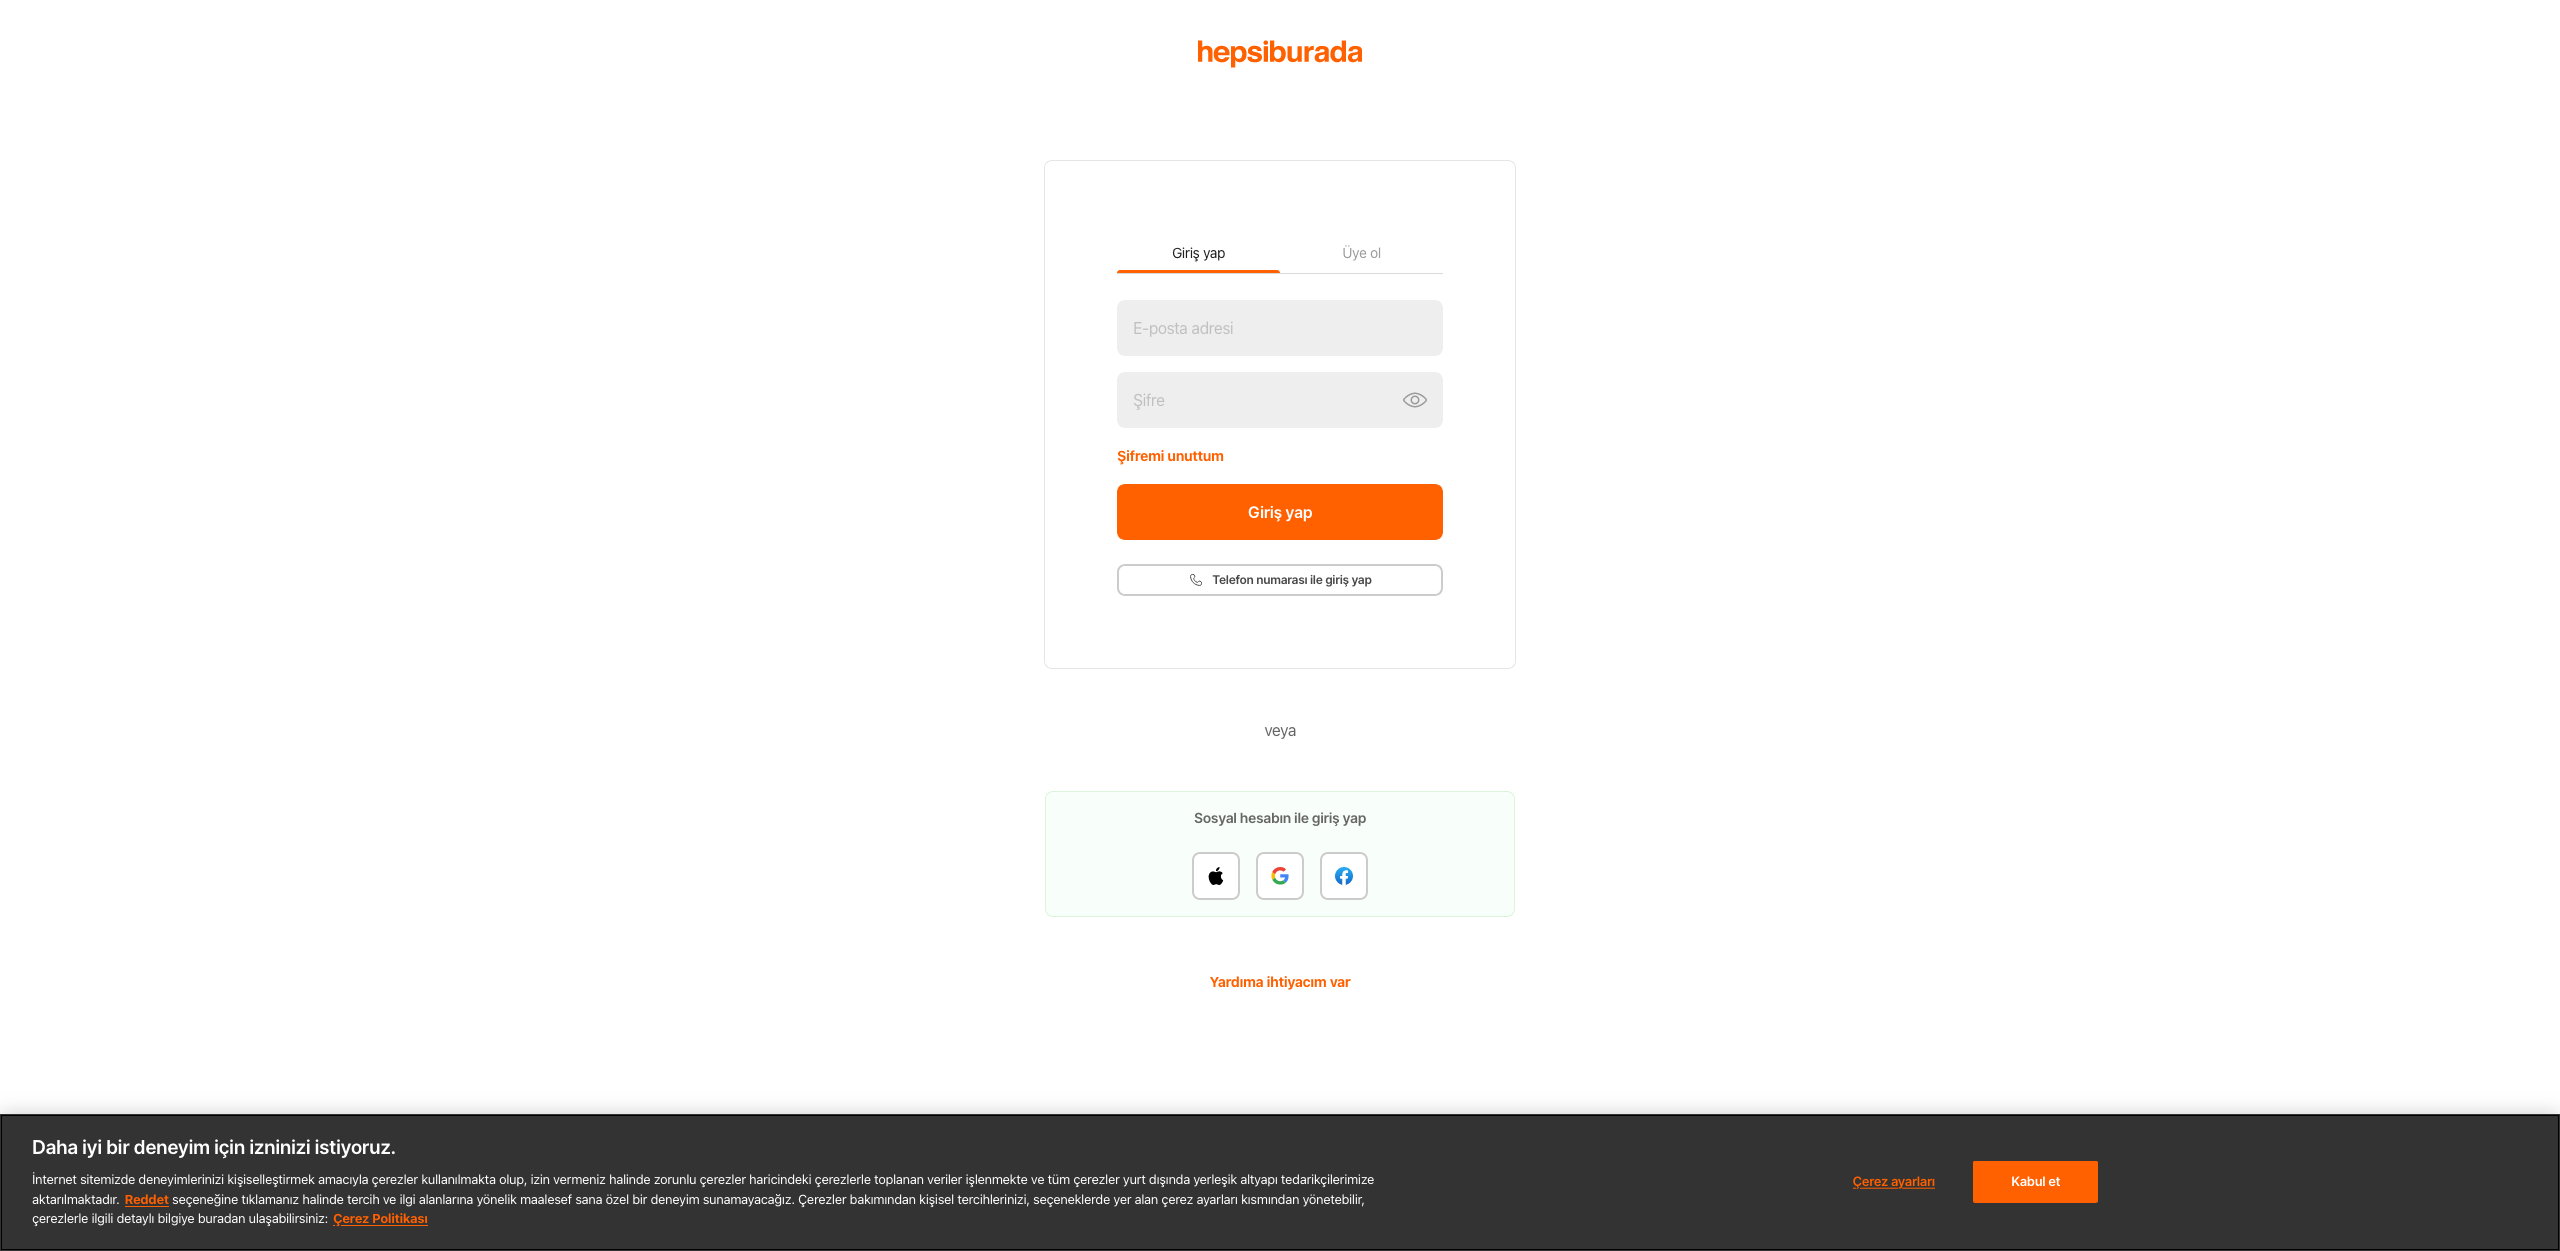 hepsiburada
Giriş yap
Üye ol
E-posta adresi
Şifre
Şifremi unuttum
Giriş yap
Telefon numarası ile giriş yap
veya
Sosyal hesabın ile giriş yap
Yardıma ihtiyacım var
Daha iyi bir deneyim için izninizi istiyoruz.
İnternet sitemizde deneyimlerinizi kişiselleştirmek amacıyla çerezler kullanılmakta olup, izin vermeniz halinde zorunlu çerezler haricindeki çerezlerle toplanan veriler işlenmekte ve tüm çerezler yurt dışında yerleşik altyapı tedarikçilerimize
aktarılmaktadır. Reddet seçeneğine tıklamanız halinde tercih ve ilgi alanlarına yönelik maalesef sana özel bir deneyim sunamayacağız. Çerezler bakımından kişisel tercihlerinizi, seçeneklerde yer alan çerez ayarları kısmından yönetebilir,
çerezlerle ilgili detaylı bilgiye buradan ulaşabilirsiniz: Çerez Politikası
Çerez ayarları
Kabul et